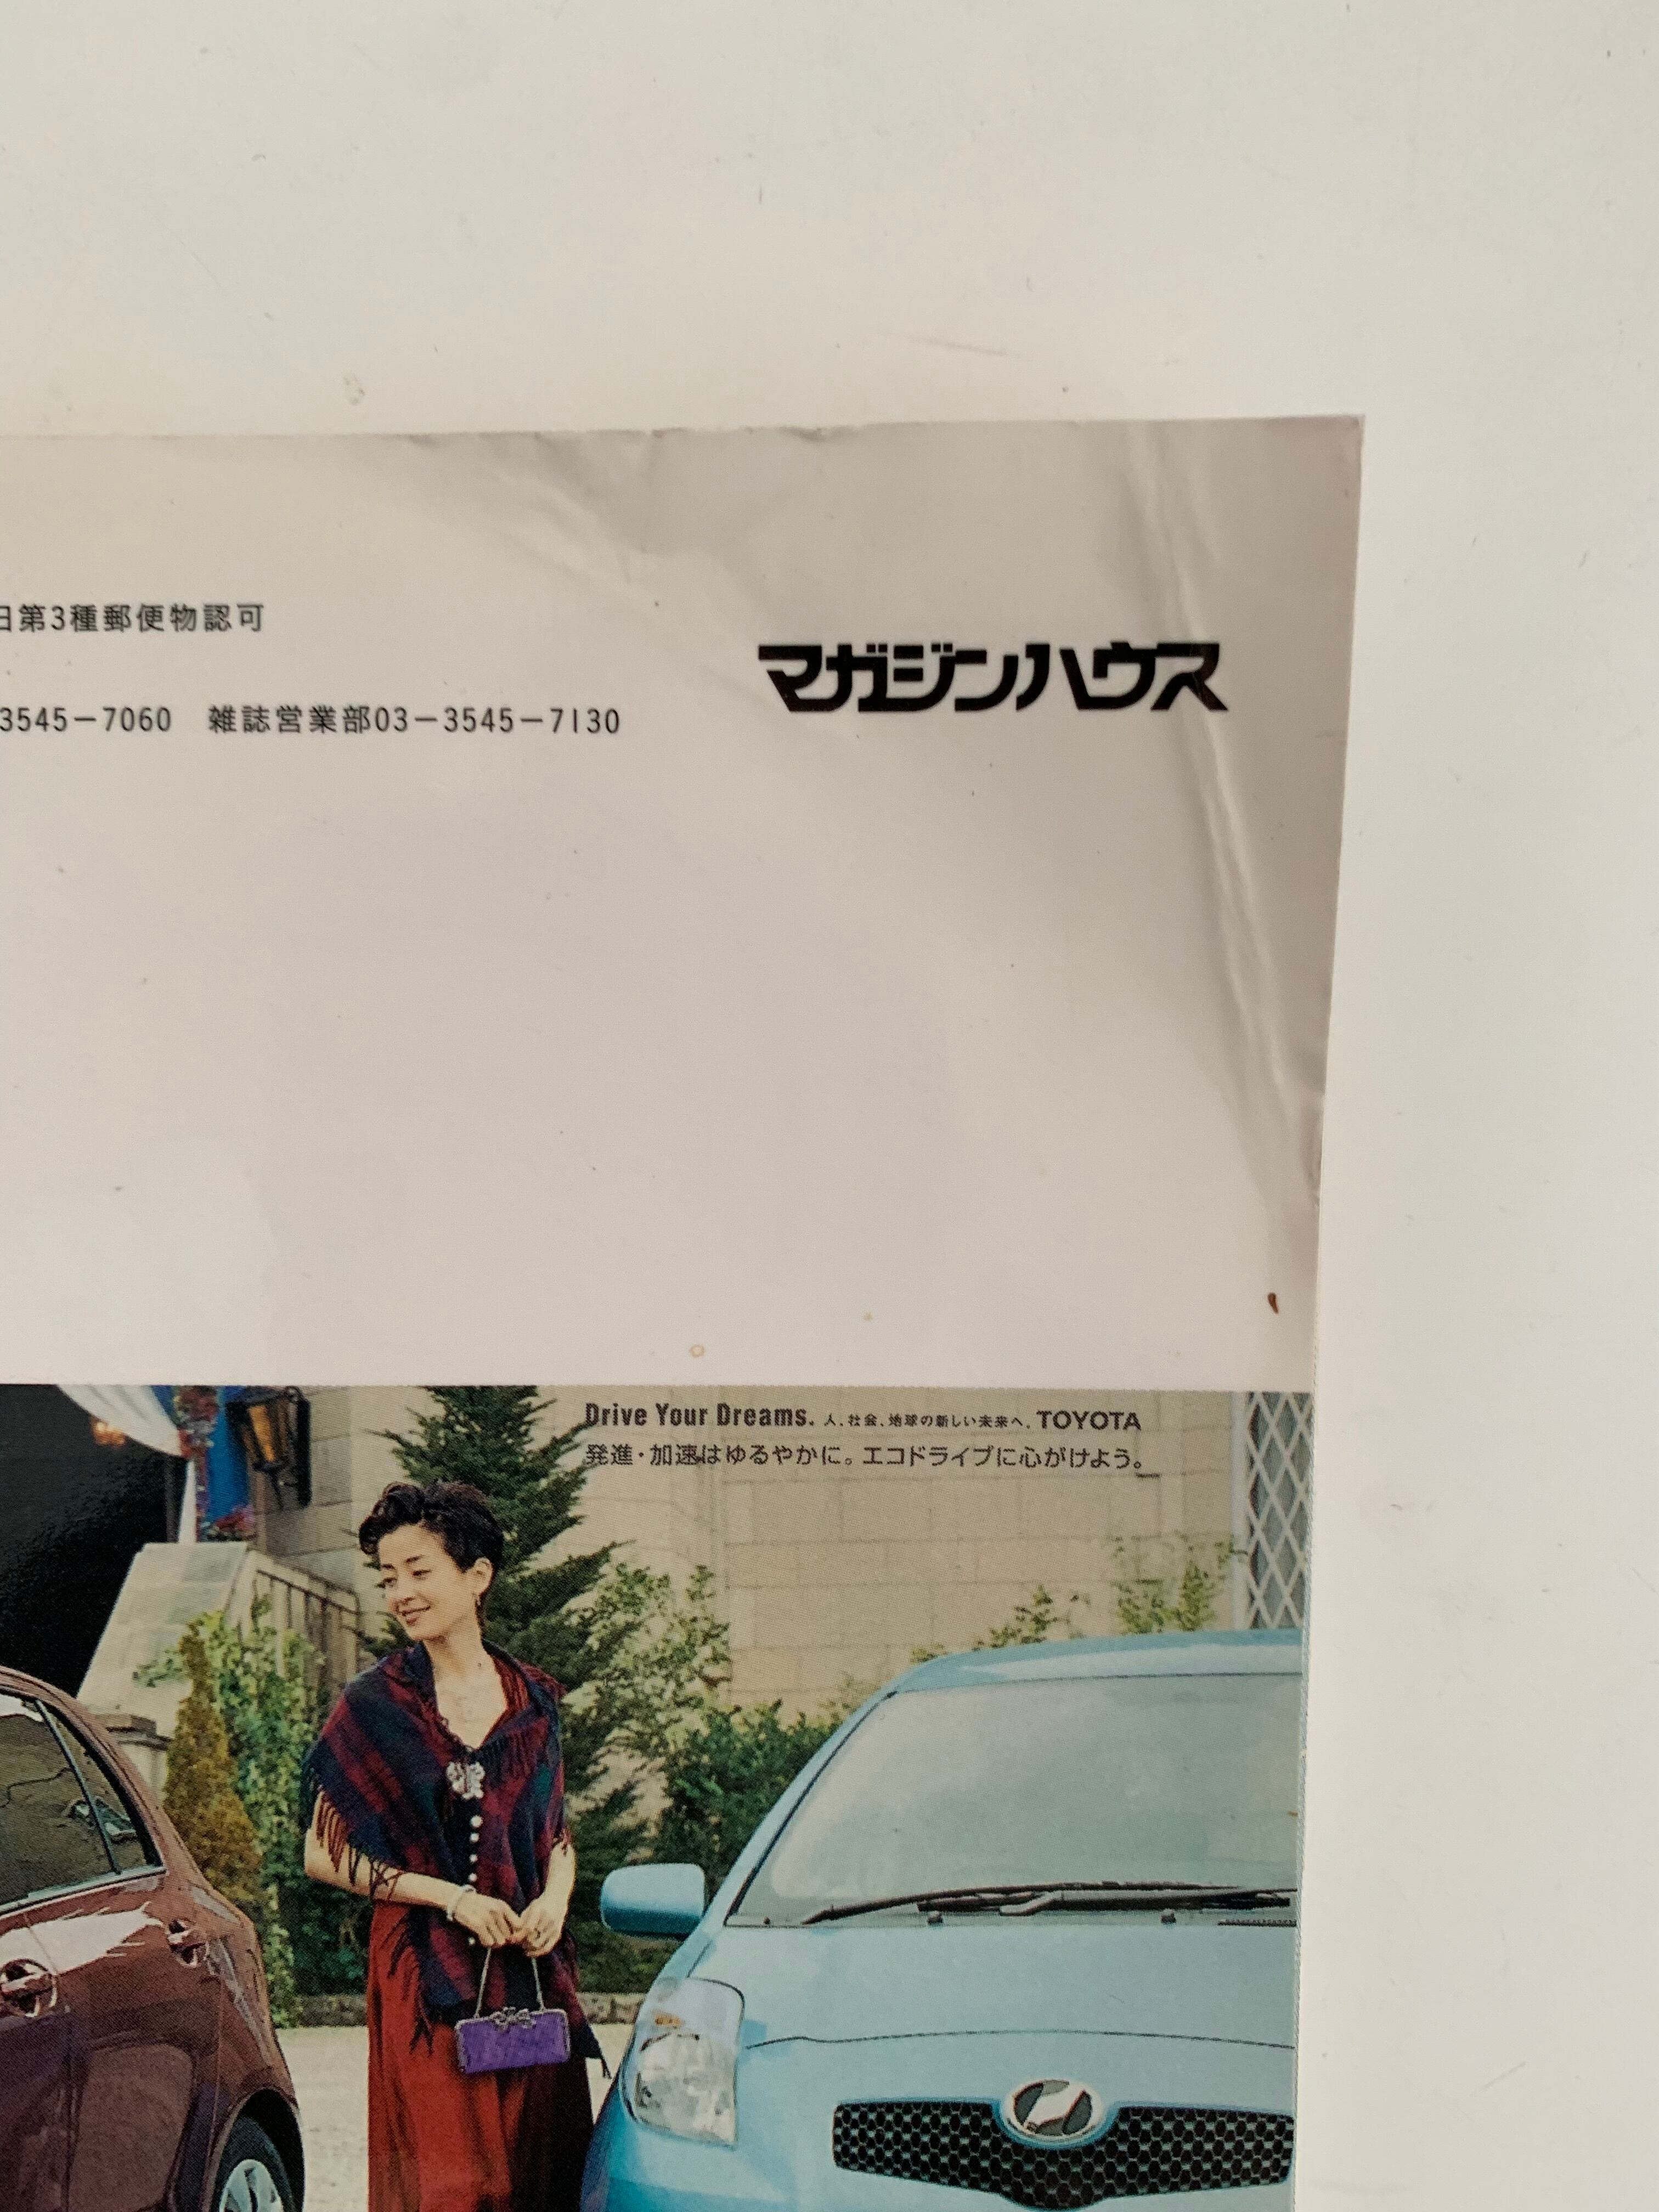 日第3種郵便物認可
マガジンハウス
3545－7060　雑誌営業部03－3545－7130
Drive Your Dreams. 人、社会、地球の新しい未来へ。 TOYOTA
発進・加速はゆるやかに。エコドライブに心がけよう。